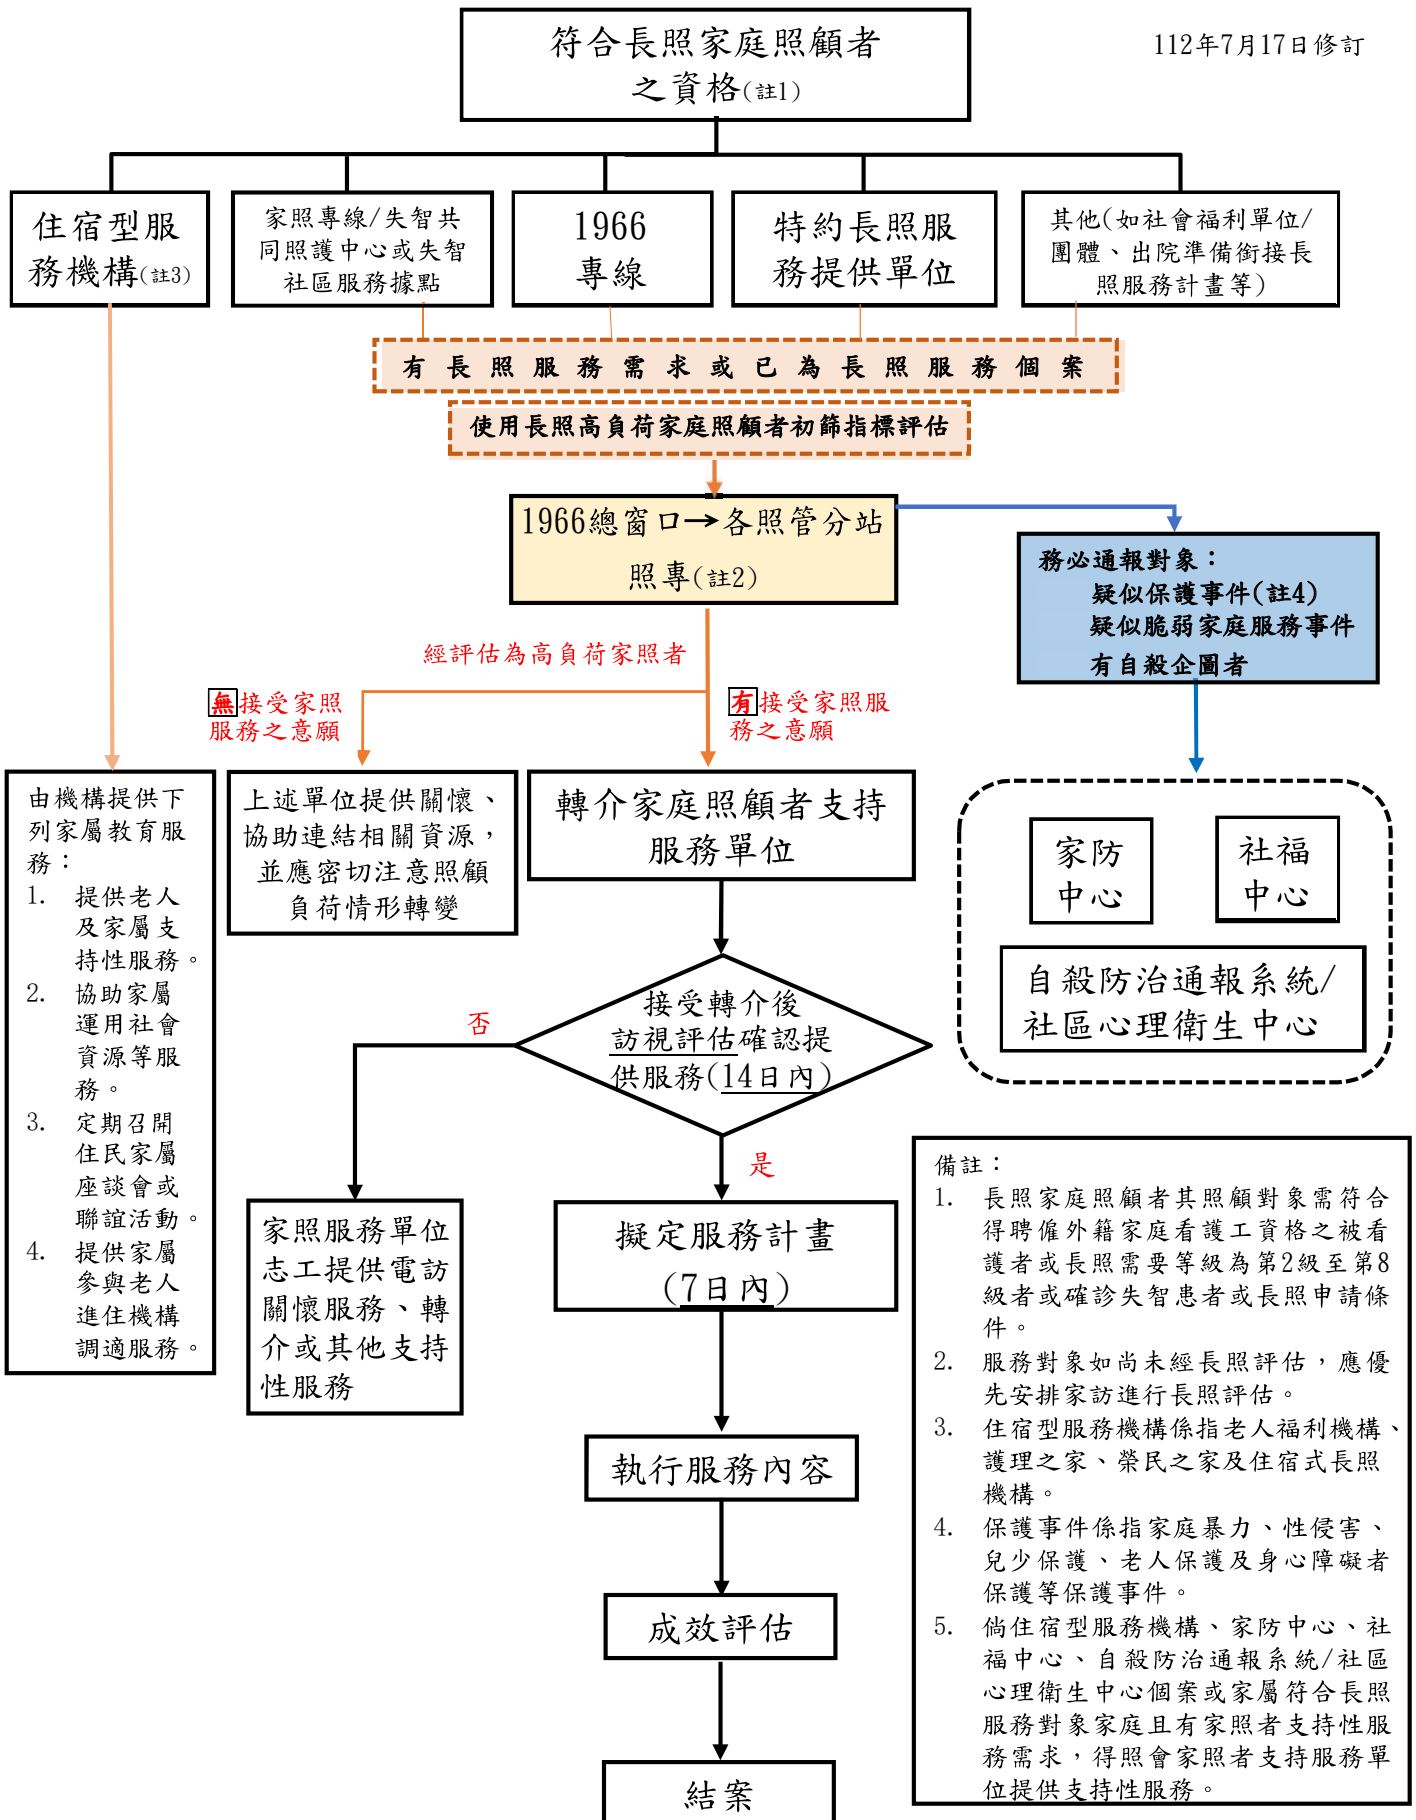 112年7月17日修訂
符合長照家庭照顧者
之資格(註1)
住宿型服
務機構(註3)
家照專線/失智共
同照護中心或失智
社區服務據點
1966
專線
特約長照服
務提供單位
其他(如社會福利單位/
團體、出院準備銜接長
照服務計畫等)
有長照服務需求或已為長照服務個案
使用長照高負荷家庭照顧者初篩指標評估
1966總窗口→各照管分站
照專(註2)
務必通報對象：
疑似保護事件(註4)
疑似脆弱家庭服務事件
有自殺企圖者
經評估為高負荷家照者
無接受家照
服務之意願
有接受家照服
務之意願
由機構提供下
列家屬教育服
務：
1. 提供老人
及家屬支
持性服務。
2. 協助家屬
運用社會
資源等服
務。
3. 定期召開
住民家屬
座談會或
聯誼活動。
4. 提供家屬
參與老人
進住機構
調適服務。
上述單位提供關懷、
協助連結相關資源，
並應密切注意照顧
負荷情形轉變
轉介家庭照顧者支持
服務單位
家防
中心
社福
中心
自殺防治通報系統/
社區心理衛生中心
接受轉介後
訪視評估確認提
供服務(14日內)
否
是
家照服務單位
志工提供電訪
關懷服務、轉
介或其他支持
性服務
擬定服務計畫
(7日內)
執行服務內容
成效評估
結案
備註：
1. 長照家庭照顧者其照顧對象需符合
得聘僱外籍家庭看護工資格之被看
護者或長照需要等級為第2級至第8
級者或確診失智患者或長照申請條
件。
2. 服務對象如尚未經長照評估，應優
先安排家訪進行長照評估。
3. 住宿型服務機構係指老人福利機構、
護理之家、榮民之家及住宿式長照
機構。
4. 保護事件係指家庭暴力、性侵害、
兒少保護、老人保護及身心障礙者
保護等保護事件。
5. 倘住宿型服務機構、家防中心、社
福中心、自殺防治通報系統/社區
心理衛生中心個案或家屬符合長照
服務對象家庭且有家照者支持性服
務需求，得照會家照者支持服務單
位提供支持性服務。